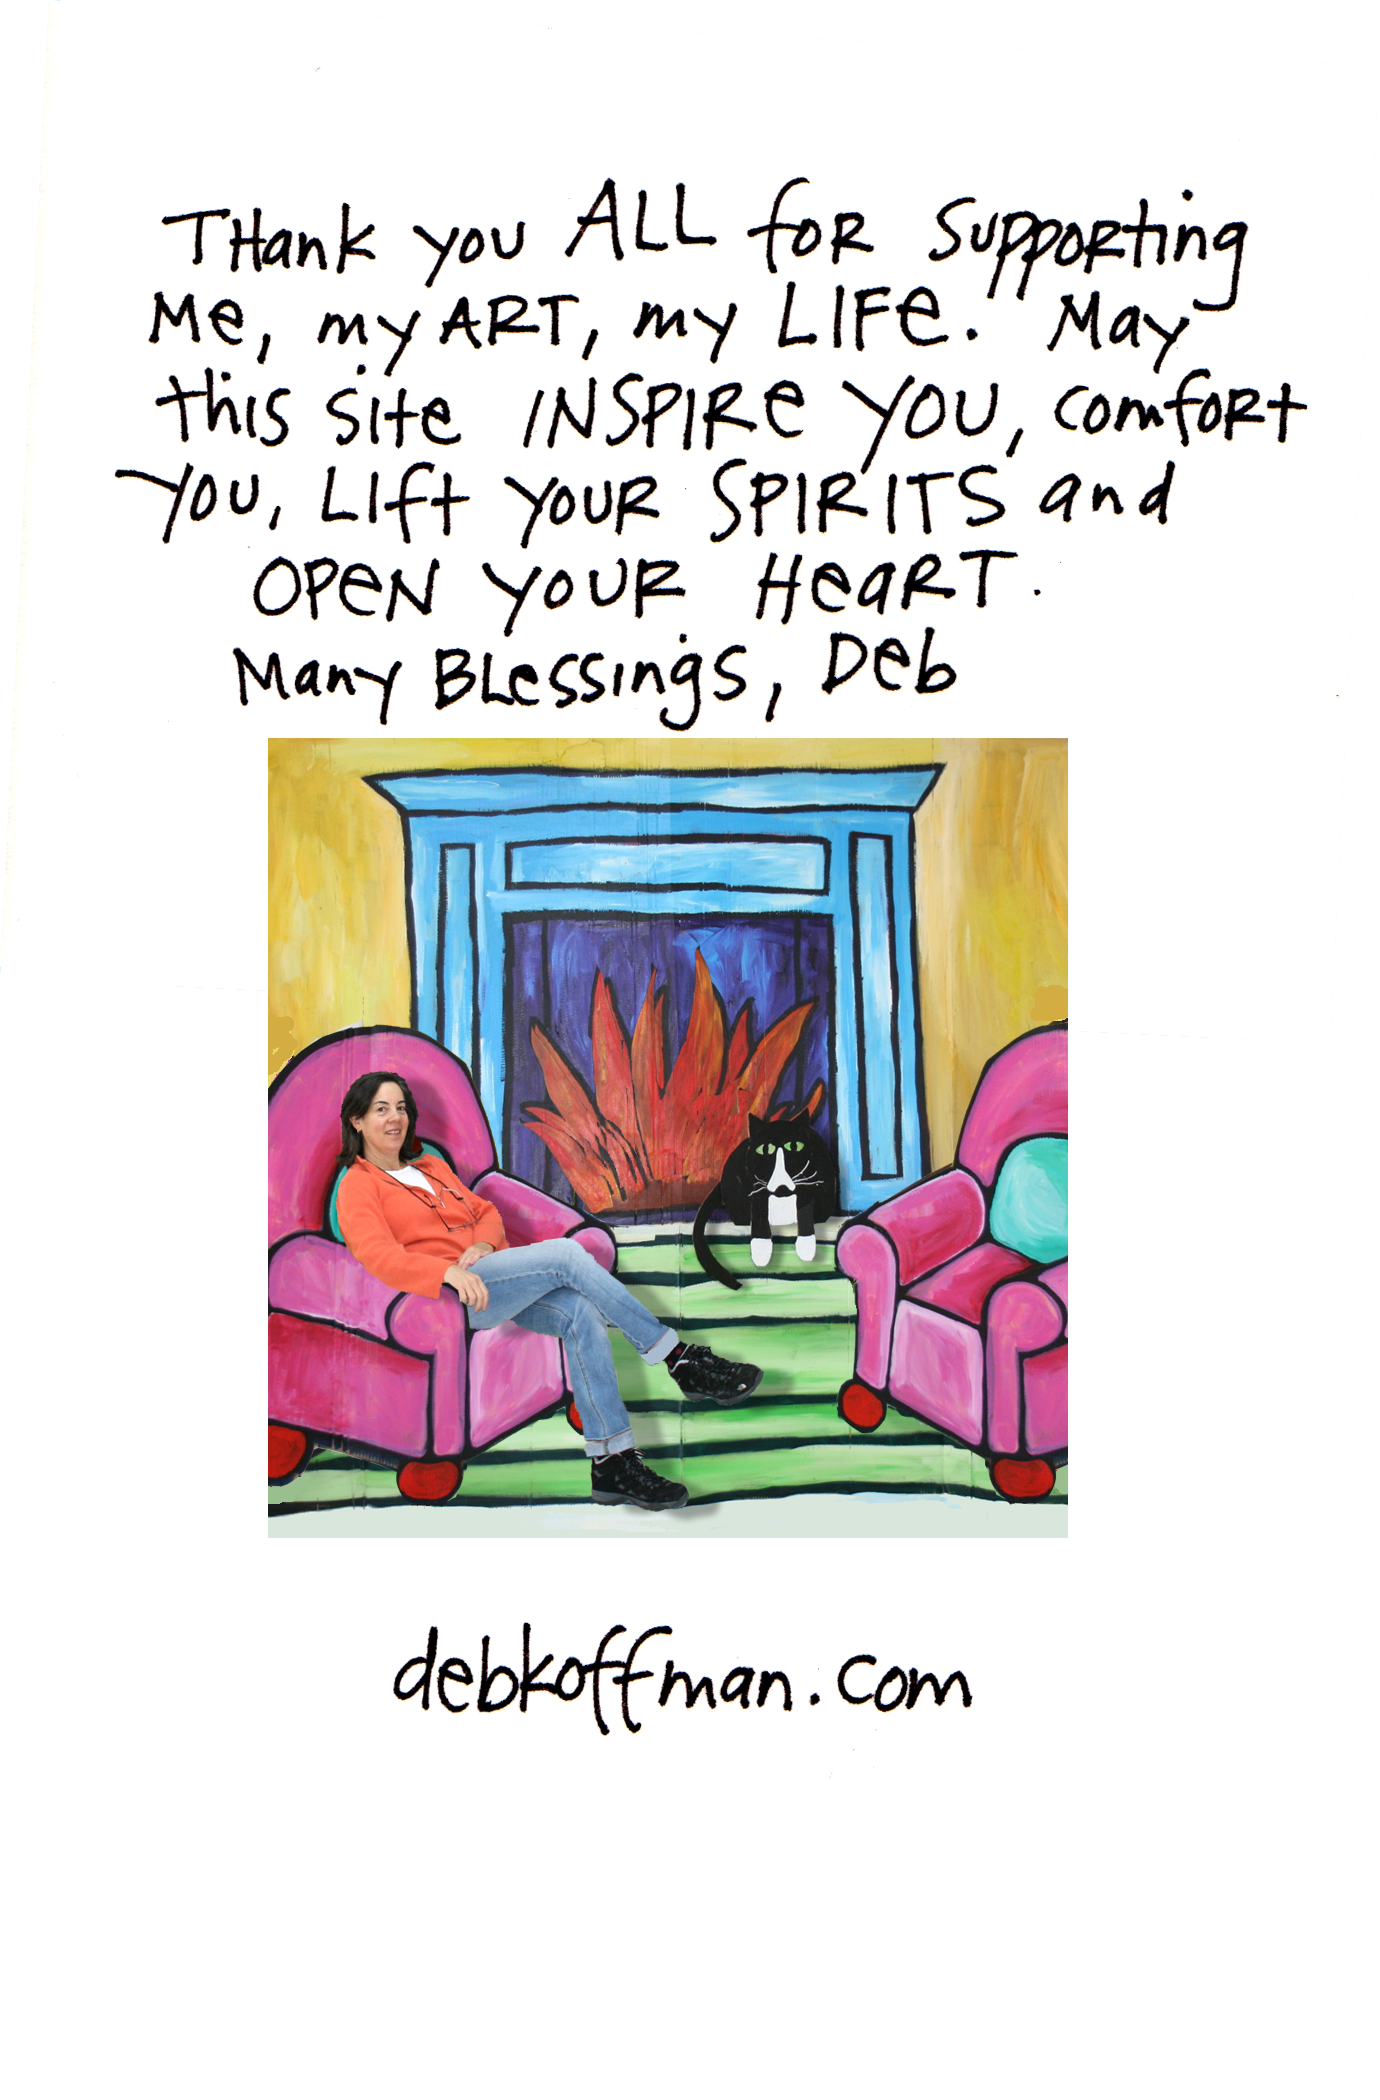 THank you ALL foR SuppoRting
Me, my ART, my LIFe. May
this site INSPIRe YOU, comfoRt
YOU, LIft YOUR SPIRITS and
OPEN YOUR HeaRT.
Many BLessings, Deb
debkoffman.com